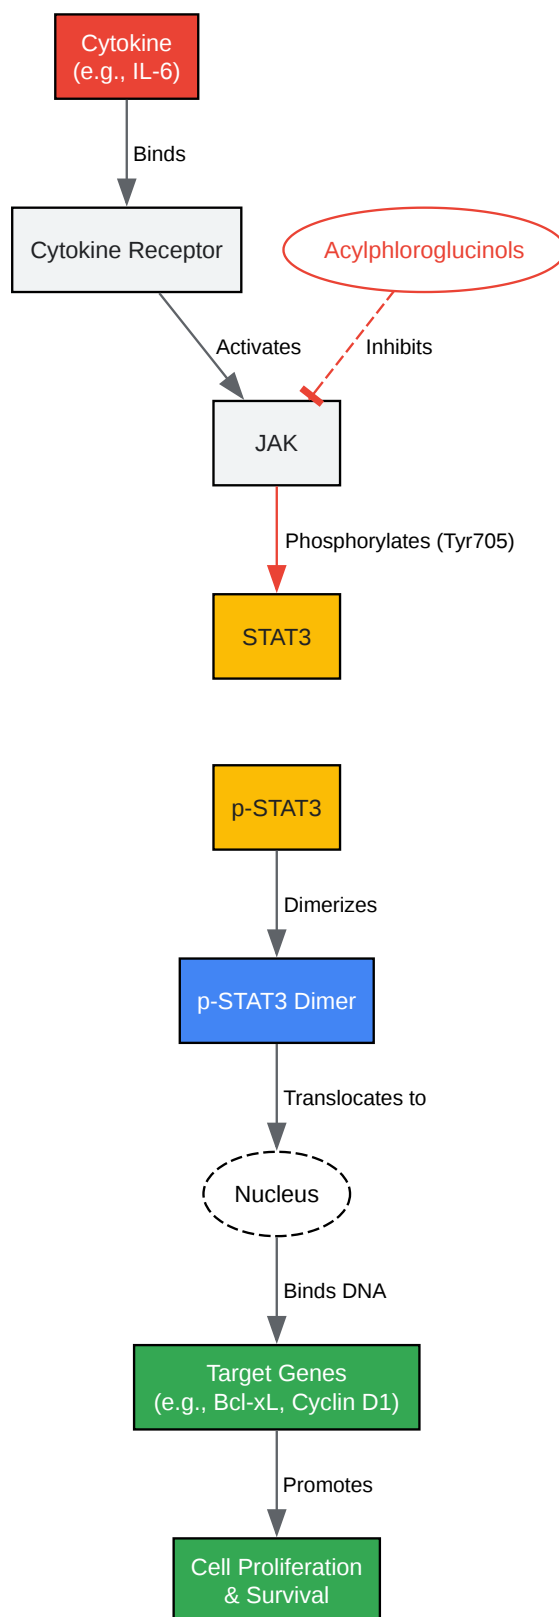 Cytokine
(e.g., IL-6)
Binds
Cytokine Receptor
Acylphloroglucinols
Activates
Inhibits
JAK
Phosphorylates (Tyr705)
STAT3
p-STAT3
Dimerizes
p-STAT3 Dimer
Translocates to
Nucleus
Binds DNA
Target Genes
(e.g., Bcl-xL, Cyclin D1)
Promotes
Cell Proliferation
& Survival